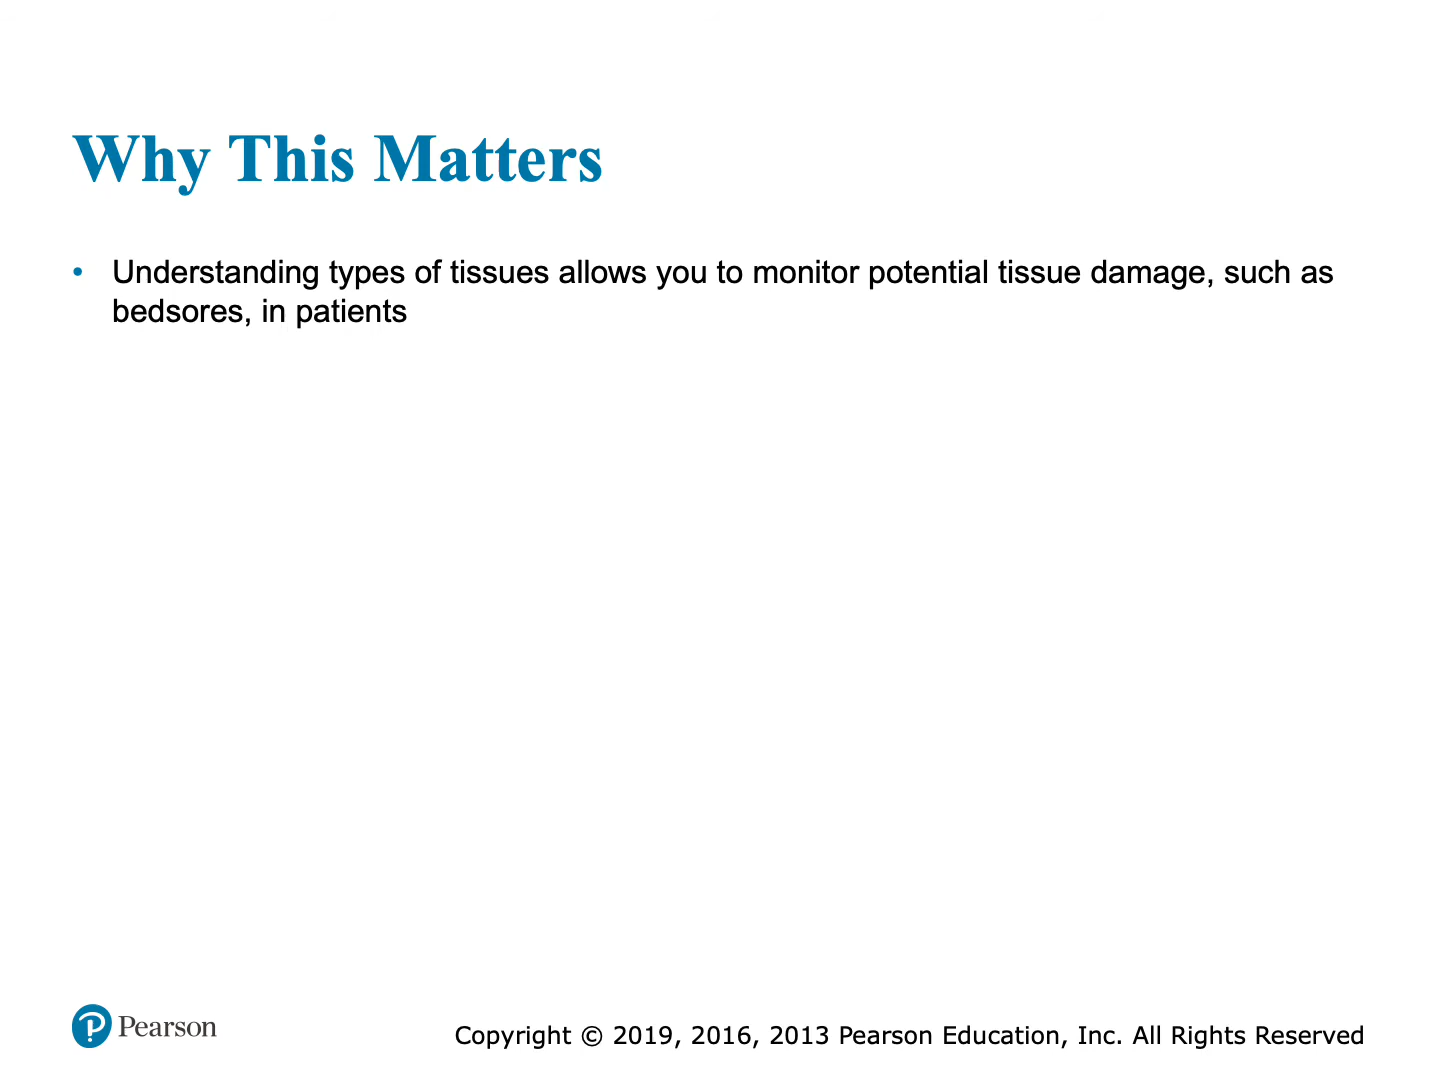 Why This Matters
• Understanding types of tissues allows you to monitor potential tissue damage, such as
bedsores, in patients
Pearson
Copyright © 2019, 2016, 2013 Pearson Education, Inc. All Rights Reserved